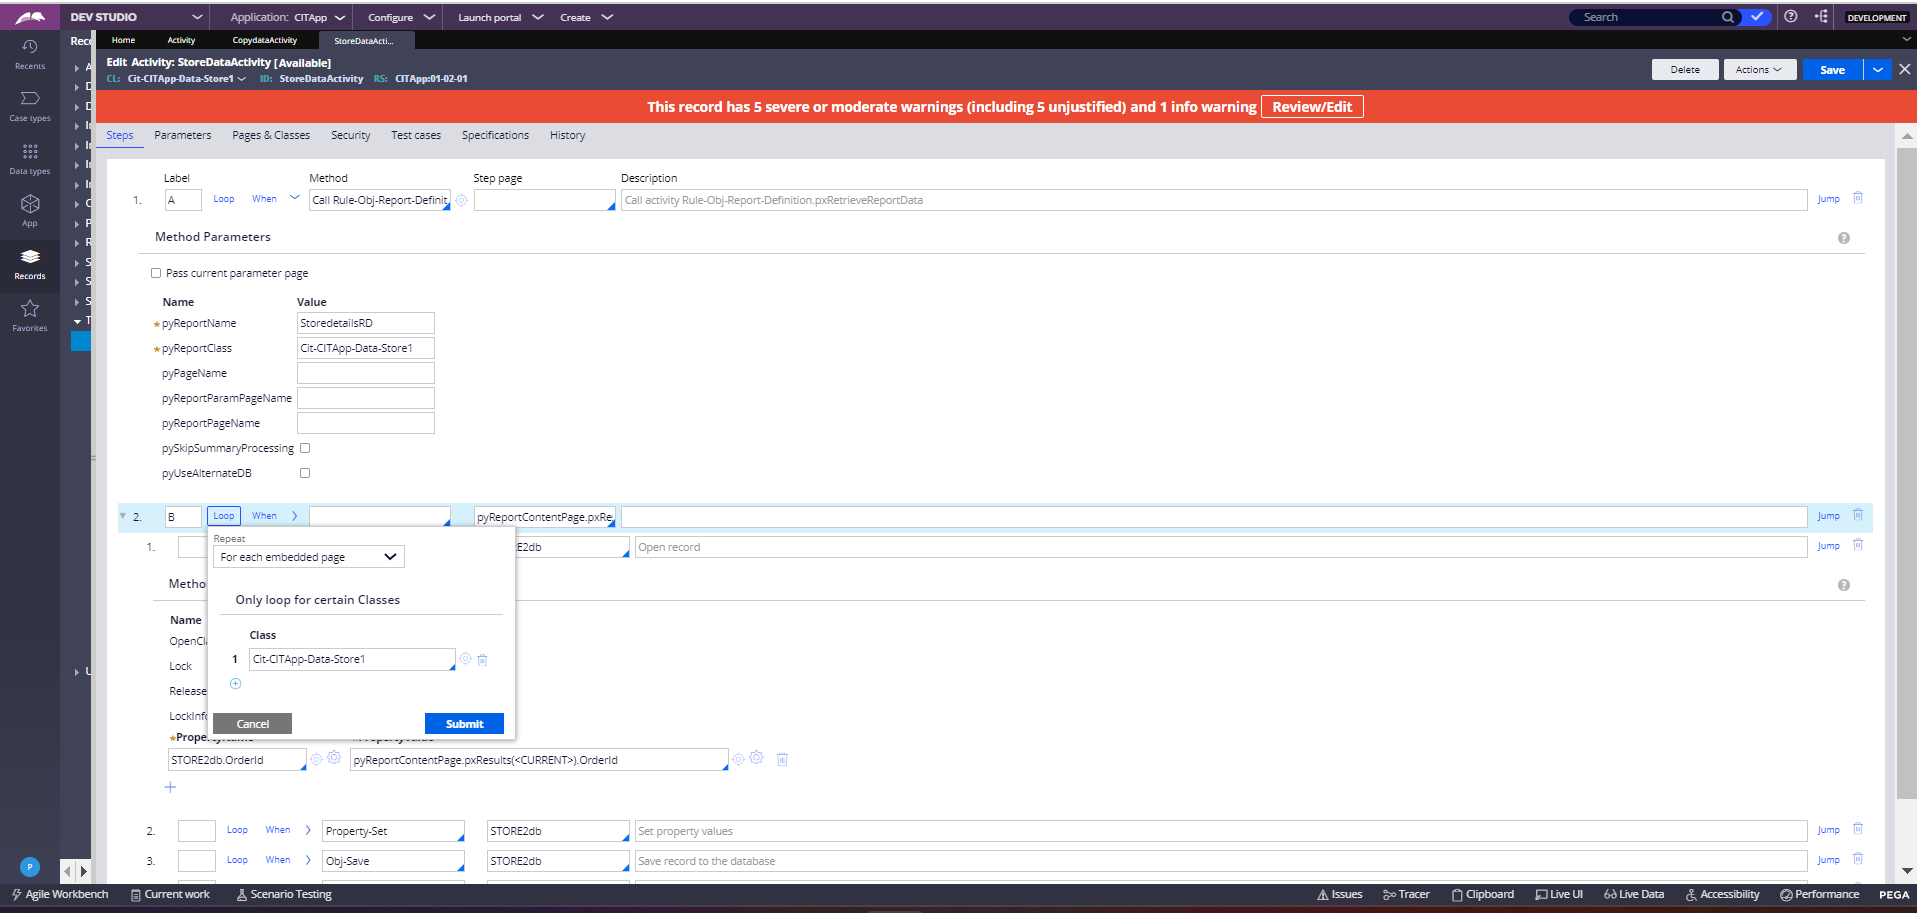 DEV STUDIO Application: CITApp Configure Launch portal Create Search DEVELOPMENT
Recents
Case types
Data types
App
Records
Favorites
Home Activity CopydataActivity StoreDataActi...
Edit Activity: StoreDataActivity [Available]
CL: Cit-CITApp-Data-Store1 ID: StoreDataActivity RS: CITApp:01-02-01
Delete Actions Save
This record has 5 severe or moderate warnings (including 5 unjustified) and 1 info warning Review/Edit
Steps Parameters Pages & Classes Security Test cases Specifications History
Label Method Step page Description
1. A Loop When Call Rule-Obj-Report-Definit Call activity Rule-Obj-Report-Definition.pxRetrieveReportData Jump
Method Parameters ?
Pass current parameter page
Name Value
*pyReportName StoredetailsRD
*pyReportClass Cit-CITApp-Data-Store1
pyPageName
pyReportParamPageName
pyReportPageName
pySkipSummaryProcessing
pyUseAlternateDB
2. B Loop When pyReportContentPage.pxRe Jump
Repeat
For each embedded page
Only loop for certain Classes
Class
1 Cit-CITApp-Data-Store1
Cancel Submit
1. E2db Open record Jump
Metho ?
Name
OpenCl
Lock
Release
LockInf
STORE2db.OrderId pyReportContentPage.pxResults(<CURRENT>).OrderId
2. Loop When Property-Set STORE2db Set property values Jump
3. Loop When Obj-Save STORE2db Save record to the database Jump
P
Agile Workbench Current work Scenario Testing Issues Tracer Clipboard Live UI Live Data Accessibility Performance PEGA